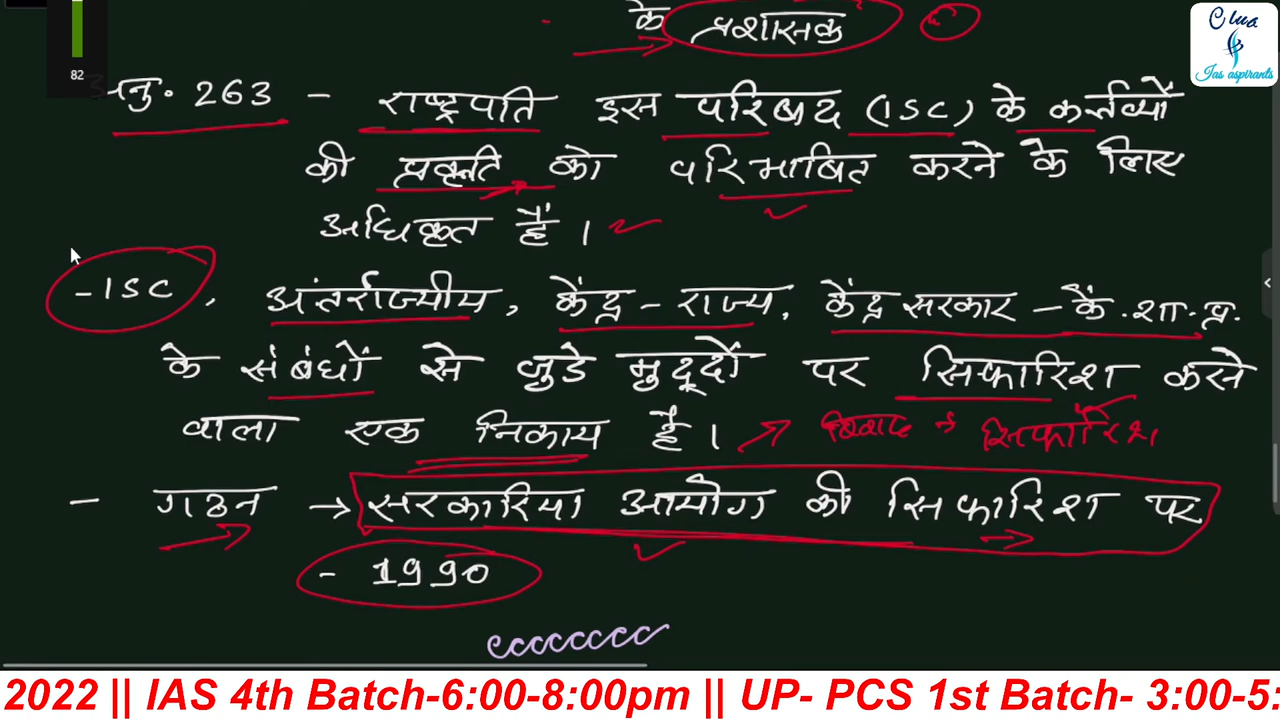 के प्रशासक
Clue
Ias aspirants
82
अनु. 263 - राष्ट्रपति इस परिषद (ISC) के कर्त्तव्यों
की प्रकृति को परिभाषित करने के लिए
अधिकृत हैं।
- ISC, अंतर्राज्यीय, केंद्र - राज्य, केंद्र सरकार - के.शा.प्र.
के संबंधों से जुडे मुद्दों पर सिफारिश करने
वाला एक निकाय है। विवाद सिफारिश
- गठन → सरकारिया आयोग की सिफारिश पर
- 1990
2022 || IAS 4th Batch-6:00-8:00pm || UP- PCS 1st Batch- 3:00-5: